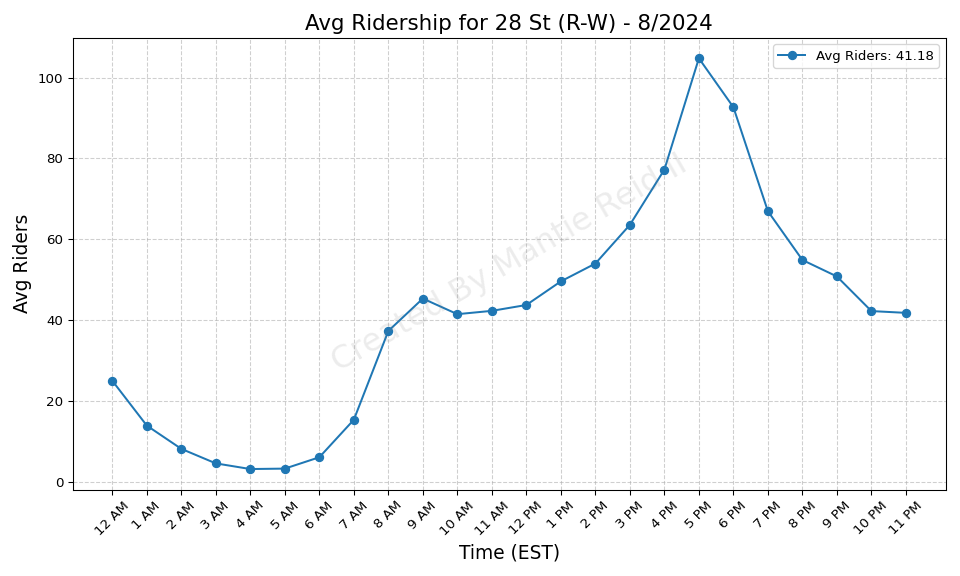 Avg Ridership for 28 St (R-W) - 8/2024
Avg Riders: 41.18
Avg Riders
100
80
60
40
20
0
Created By Mantie Reid II
12 AM
1 AM
2 AM
3 AM
4 AM
5 AM
6 AM
7 AM
8 AM
9 AM
10 AM
11 AM
12 PM
1 PM
2 PM
3 PM
4 PM
5 PM
6 PM
7 PM
8 PM
9 PM
10 PM
11 PM
Time (EST)